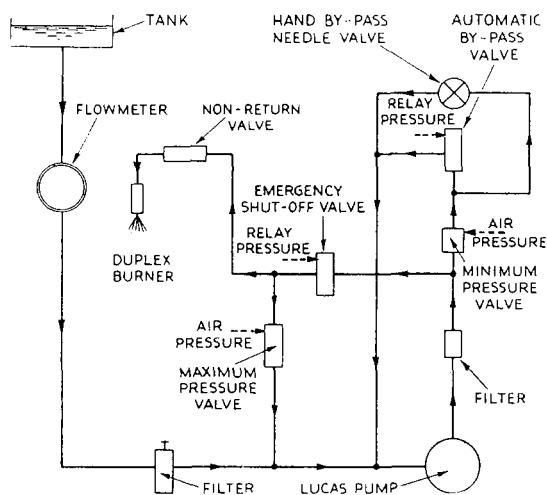 TANK
HAND BY-PASS
NEEDLE VALVE
AUTOMATIC
BY-PASS
VALVE
FLOWMETER
NON-RETURN
VALVE
RELAY
PRESSURE
EMERGENCY
SHUT-OFF VALVE
RELAY
PRESSURE
AIR
PRESSURE
DUPLEX
BURNER
MINIMUM
PRESSURE
VALVE
AIR
PRESSURE
MAXIMUM
PRESSURE
VALVE
FILTER
FILTER
LUCAS PUMP